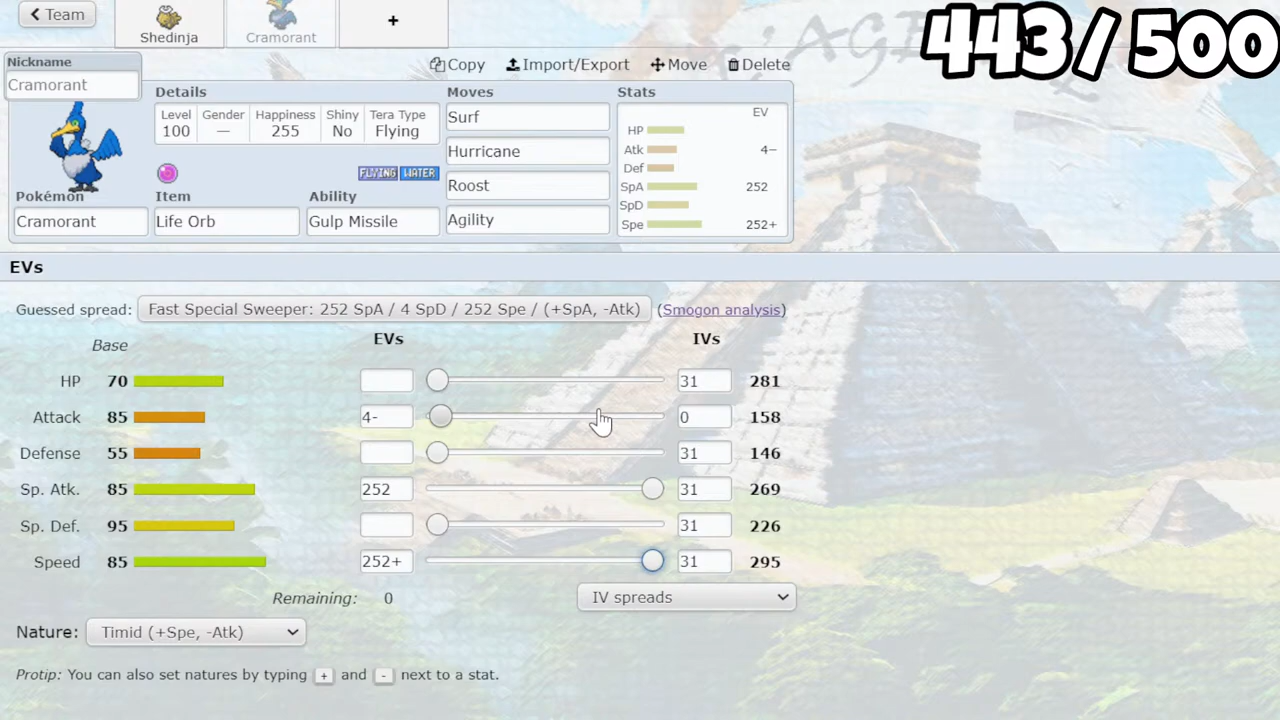 Team
Shedinja
Cramorant
+
443/500
Nickname
Cramorant
Copy
Import/Export
Move
Delete
Details
Moves
Stats
Level
Gender
Happiness
Shiny
Tera Type
100
—
255
No
Flying
Surf
Hurricane
Roost
Agility
EV
HP
Atk 4−
Def
SpA 252
SpD
Spe 252+
FLYING WATER
Pokémon
Item
Ability
Cramorant
Life Orb
Gulp Missile
EVs
Guessed spread: Fast Special Sweeper: 252 SpA / 4 SpD / 252 Spe / (+SpA, -Atk) (Smogon analysis)
Base EVs IVs
HP 70 31 281
Attack 85 4- 0 158
Defense 55 31 146
Sp. Atk. 85 252 31 269
Sp. Def. 95 31 226
Speed 85 252+ 31 295
Remaining: 0
IV spreads
Nature: Timid (+Spe, -Atk)
Protip: You can also set natures by typing + and - next to a stat.